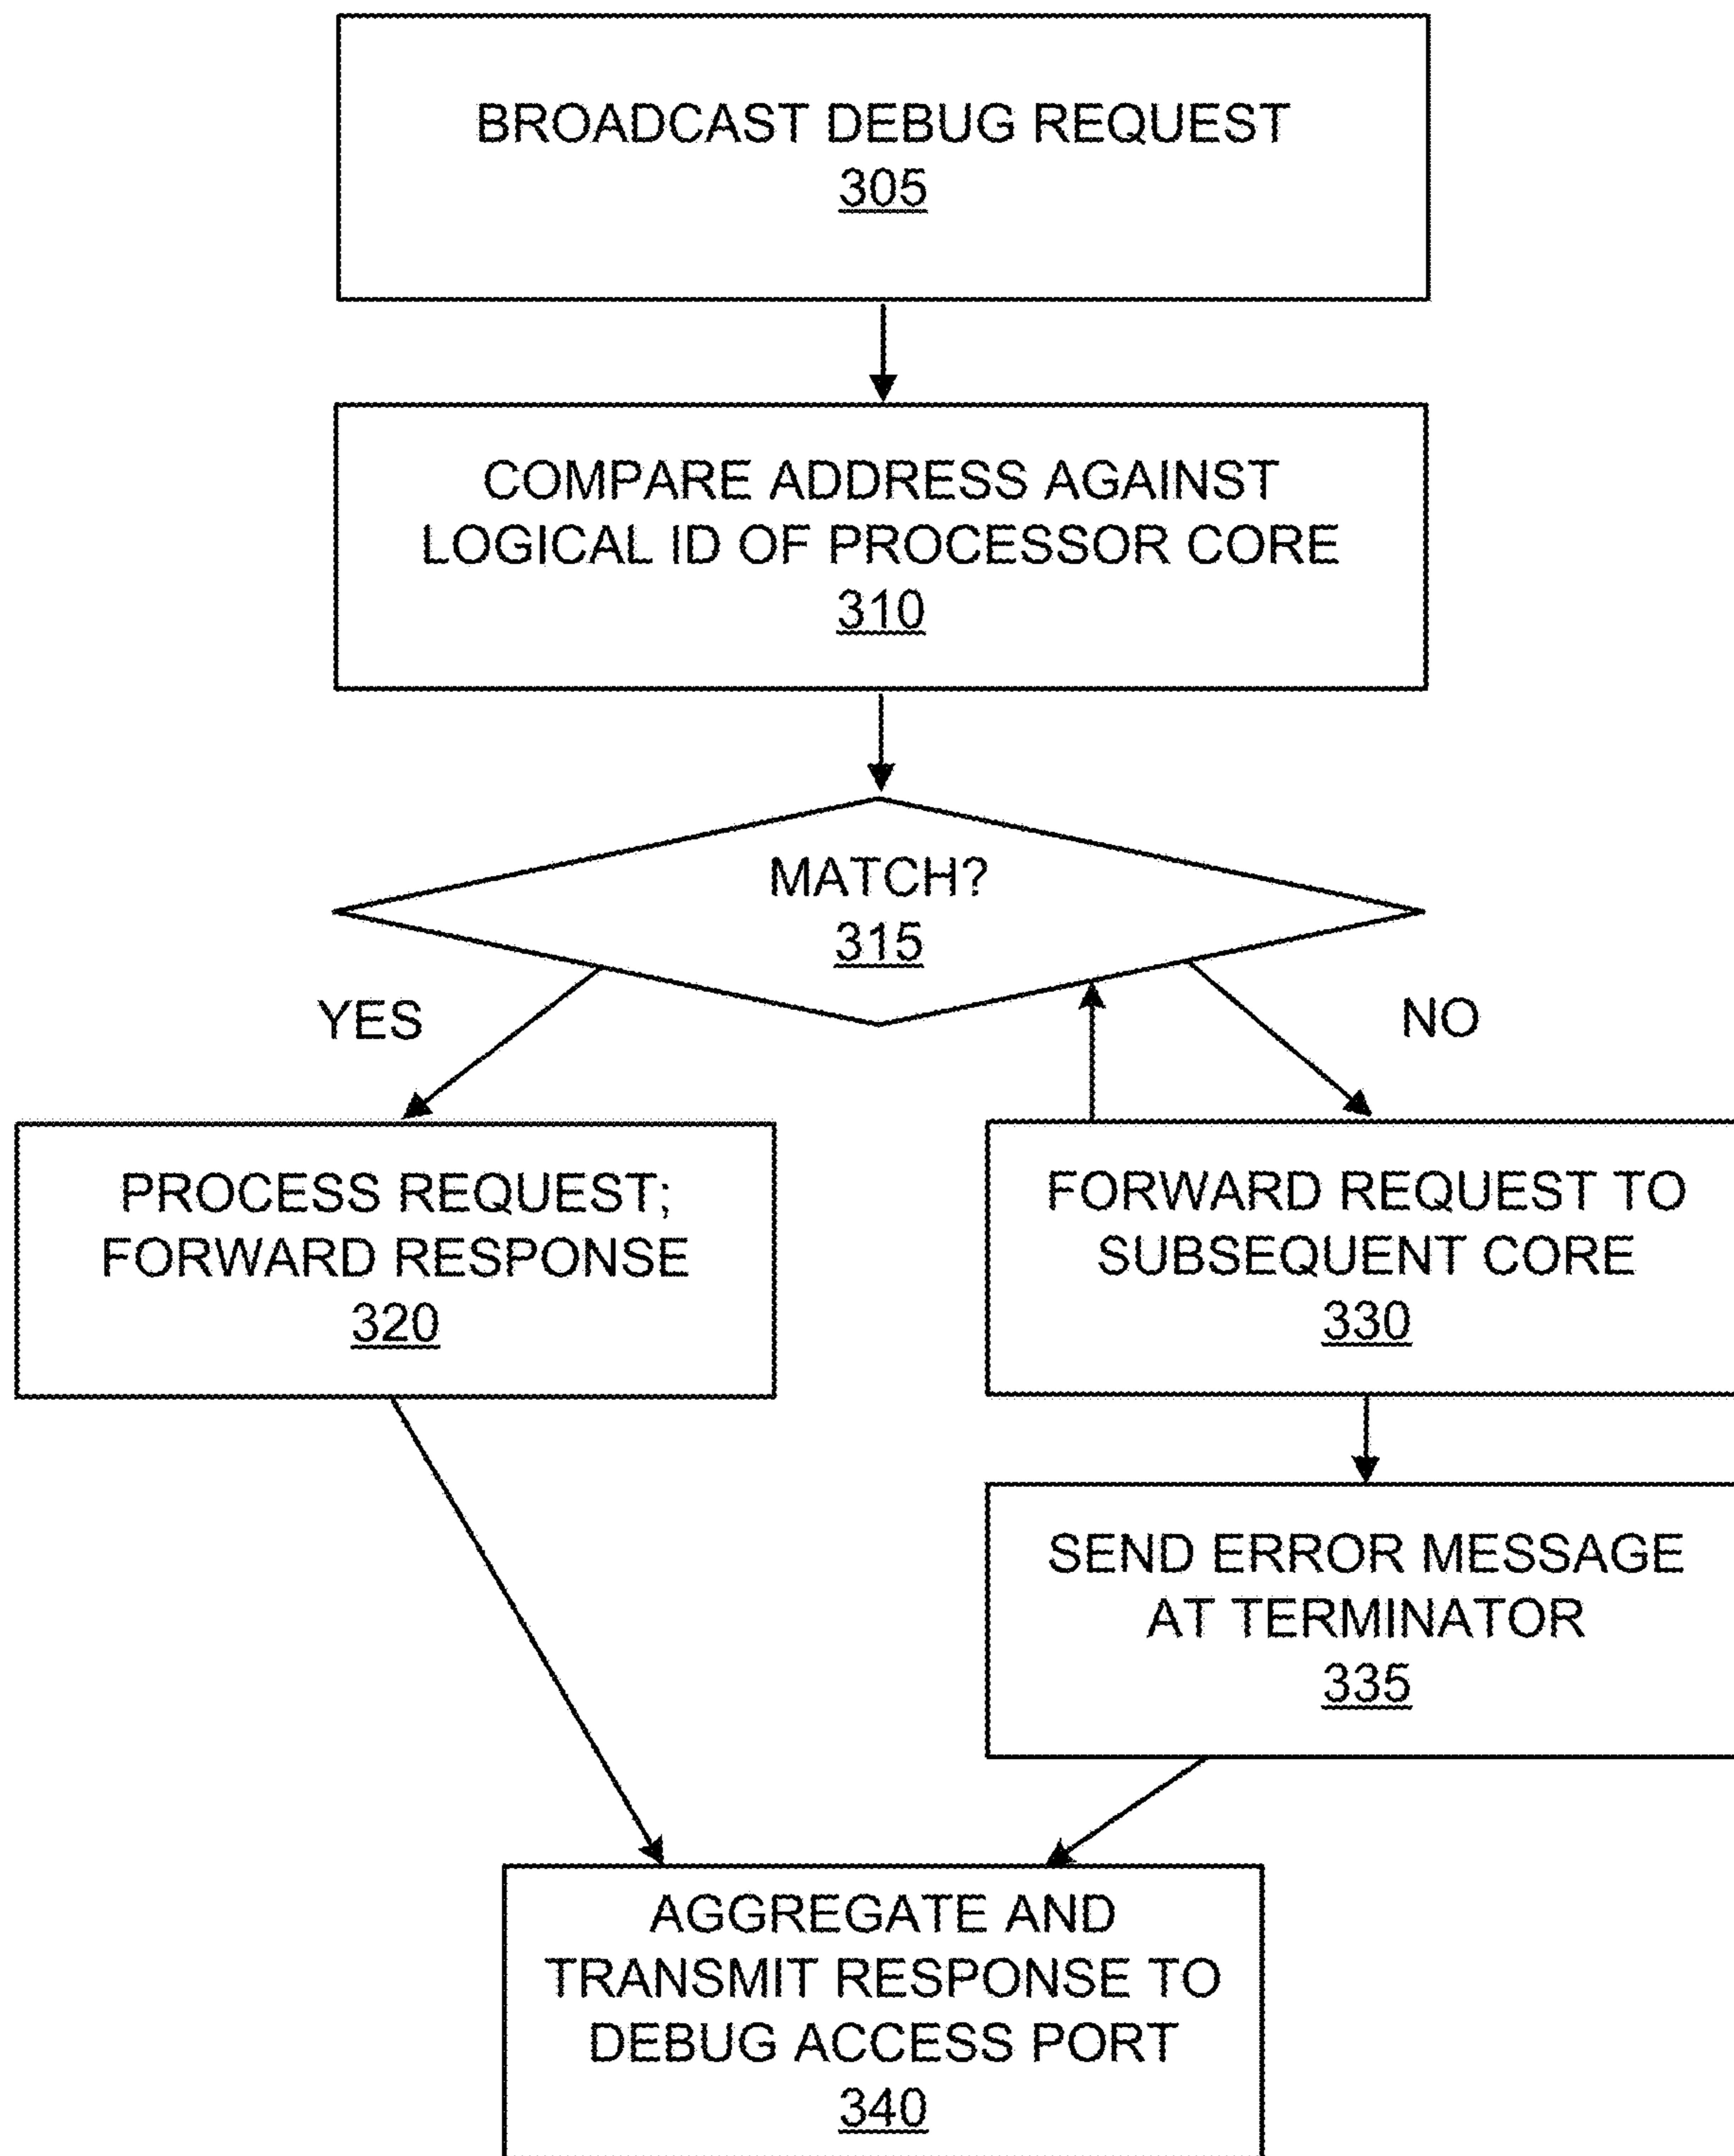 BROADCAST DEBUG REQUEST
305
COMPARE ADDRESS AGAINST
LOGICAL ID OF PROCESSOR CORE
310
MATCH?
315
YES
NO
PROCESS REQUEST;
FORWARD RESPONSE
320
FORWARD REQUEST TO
SUBSEQUENT CORE
330
SEND ERROR MESSAGE
AT TERMINATOR
335
AGGREGATE AND
TRANSMIT RESPONSE TO
DEBUG ACCESS PORT
340